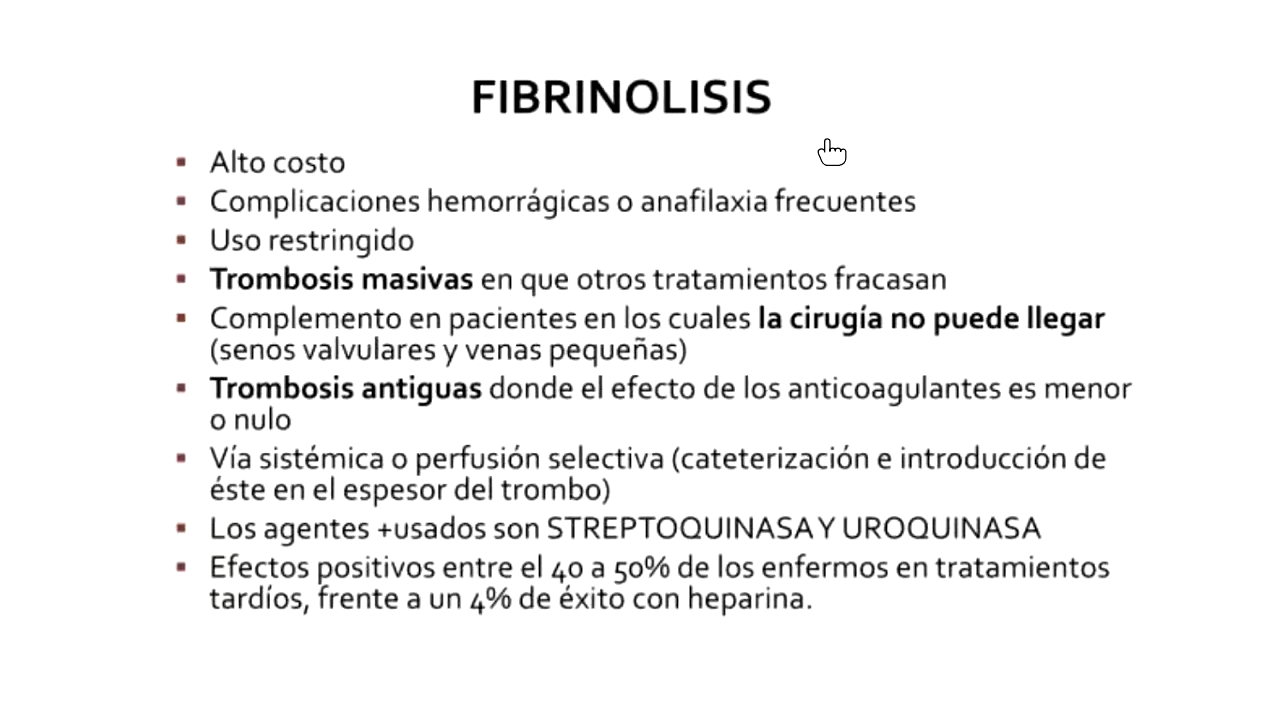 FIBRINOLISIS
▪ Alto costo
▪ Complicaciones hemorrágicas o anafilaxia frecuentes
▪ Uso restringido
▪ Trombosis masivas en que otros tratamientos fracasan
▪ Complemento en pacientes en los cuales la cirugía no puede llegar
(senos valvulares y venas pequeñas)
▪ Trombosis antiguas donde el efecto de los anticoagulantes es menor
o nulo
▪ Vía sistémica o perfusión selectiva (cateterización e introducción de
éste en el espesor del trombo)
▪ Los agentes +usados son STREPTOQUINASA Y UROQUINASA
▪ Efectos positivos entre el 40 a 50% de los enfermos en tratamientos
tardíos, frente a un 4% de éxito con heparina.